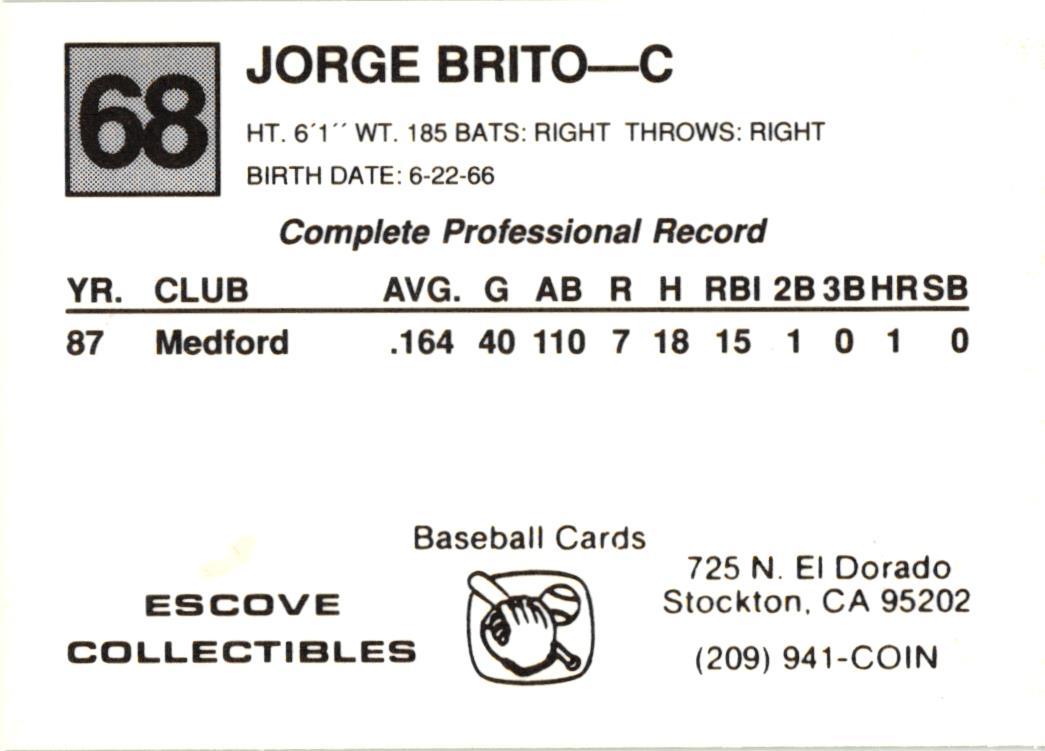 68
JORGE BRITO—C
HT. 6´1´´ WT. 185 BATS: RIGHT THROWS: RIGHT
BIRTH DATE: 6-22-66
Complete Professional Record
YR. CLUB AVG. G AB R H RBI 2B 3B HR SB
87 Medford .164 40 110 7 18 15 1 0 1 0
Baseball Cards
ESCOVE
COLLECTIBLES
725 N. El Dorado
Stockton, CA 95202
(209) 941-COIN